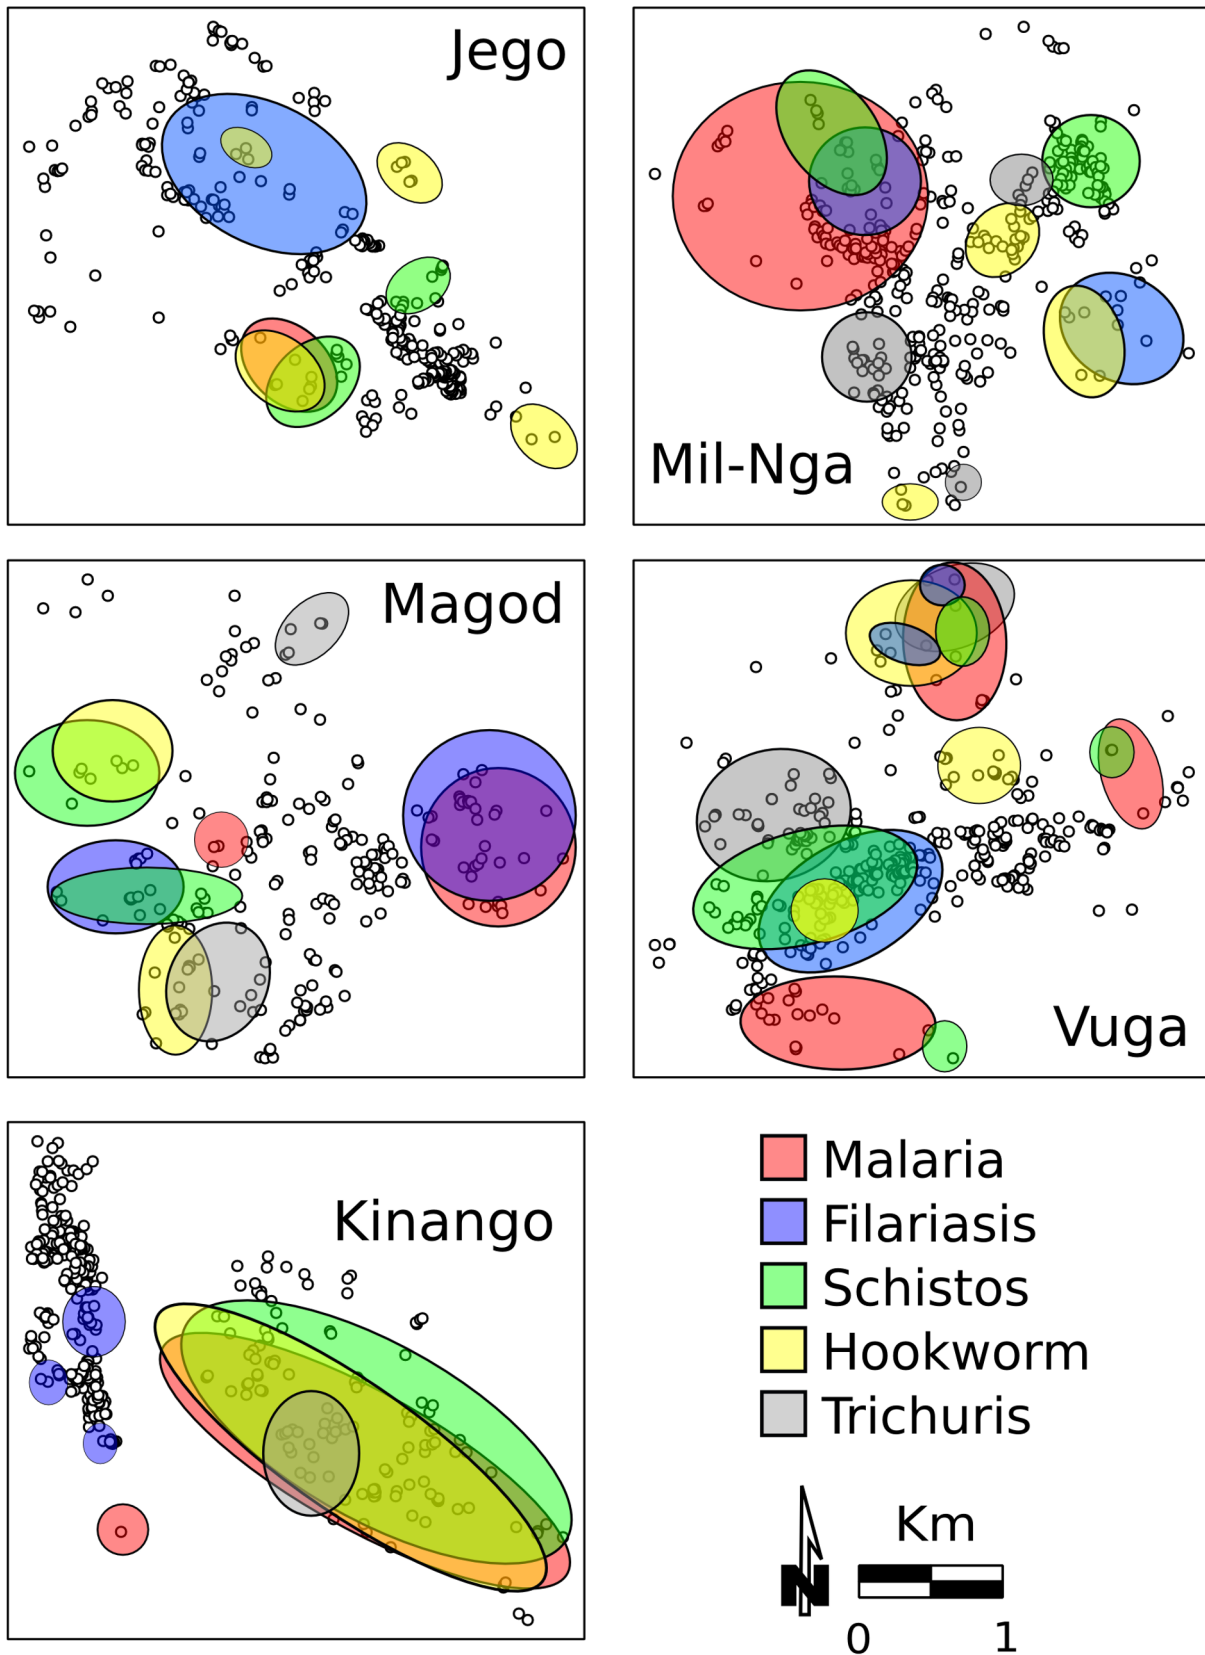 Jego
Mil-Nga
Magod
Vuga
Kinango
Malaria
Filariasis
Schistos
Hookworm
Trichuris
N
Km
0 1